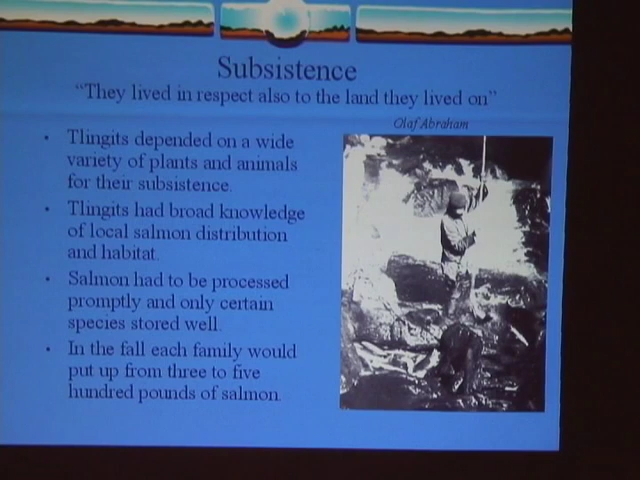 Subsistence
“They lived in respect also to the land they lived on”
Olaf Abraham
• Tlingits depended on a wide
variety of plants and animals
for their subsistence.
• Tlingits had broad knowledge
of local salmon distribution
and habitat.
• Salmon had to be processed
promptly and only certain
species stored well.
• In the fall each family would
put up from three to five
hundred pounds of salmon.